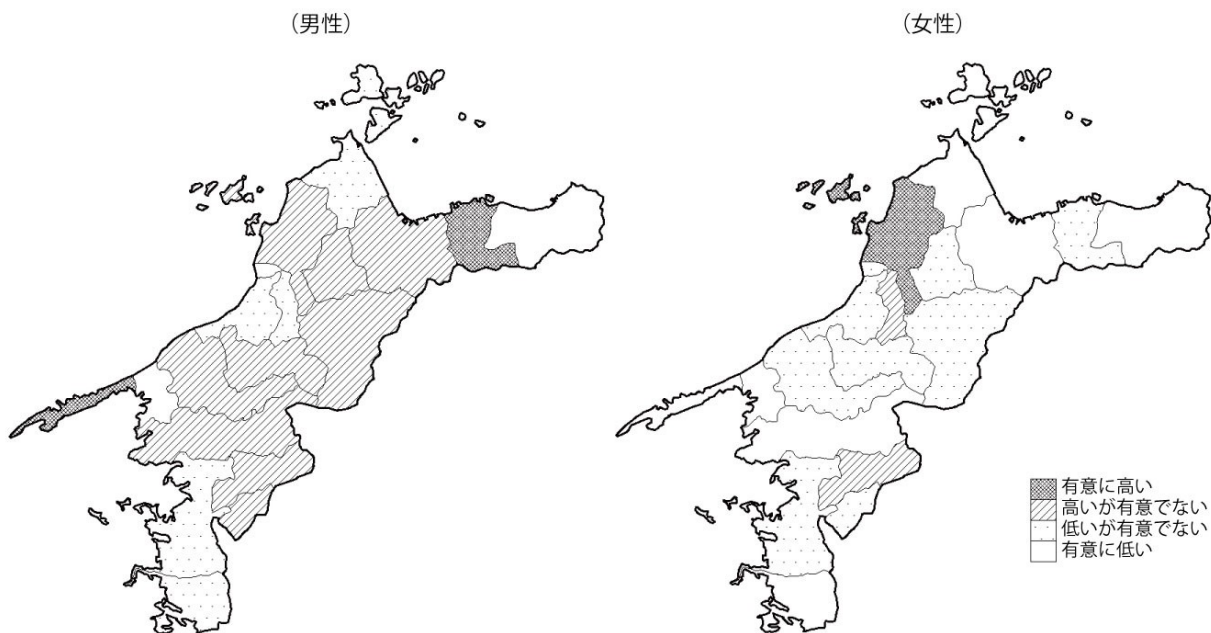 (男性)
(女性)
有意に高い
高いが有意でない
低いが有意でない
有意に低い